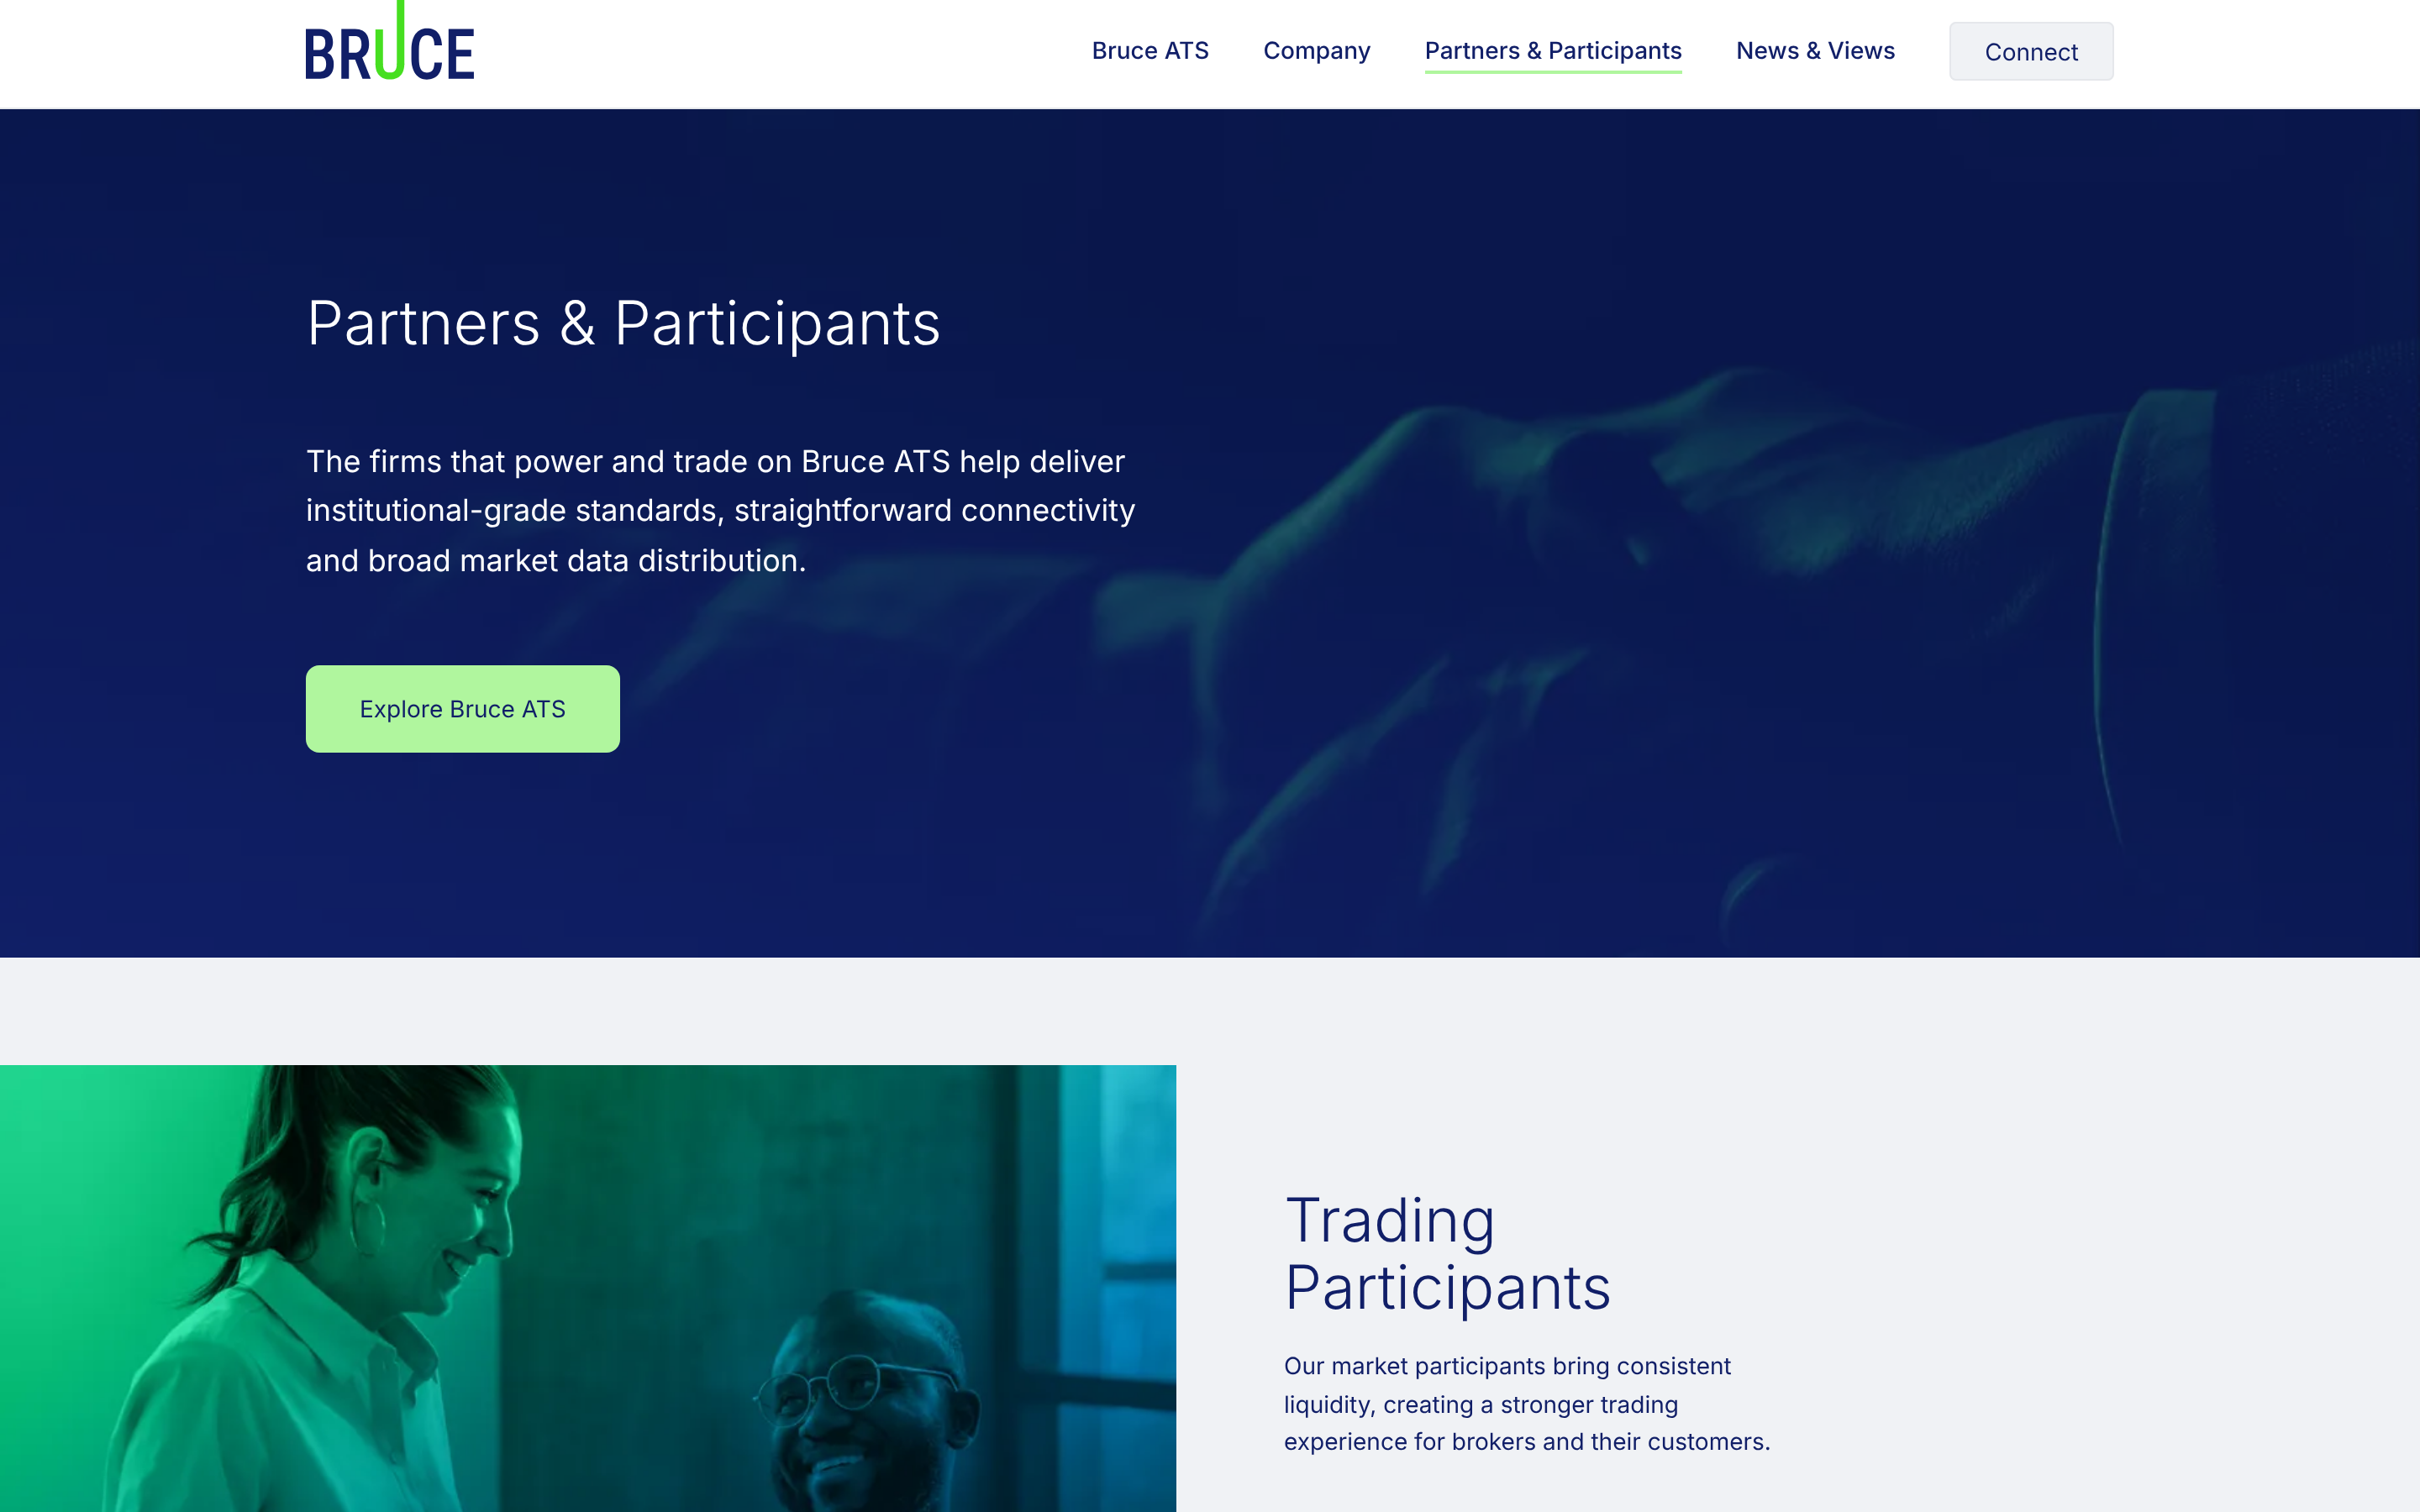 BRUCE
Bruce ATS
Company
Partners & Participants
News & Views
Connect
Partners & Participants
The firms that power and trade on Bruce ATS help deliver
institutional-grade standards, straightforward connectivity
and broad market data distribution.
Explore Bruce ATS
Trading
Participants
Our market participants bring consistent
liquidity, creating a stronger trading
experience for brokers and their customers.